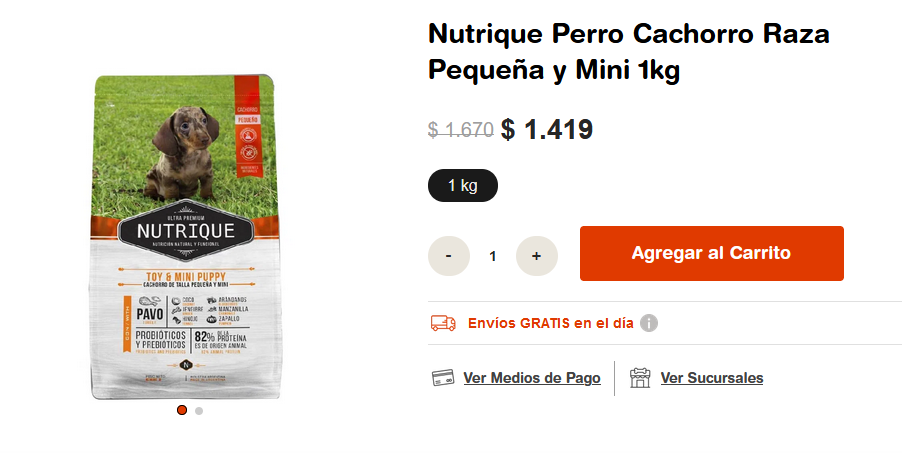 Nutrique Perro Cachorro Raza
Pequeña y Mini 1kg
$ 1.670 $ 1.419
1 kg
- 1 +
Agregar al Carrito
Envíos GRATIS en el día
Ver Medios de Pago
Ver Sucursales
CACHORRO
PEQUEÑO
ULTRA PREMIUM
NUTRIQUE
NUTRICIÓN NATURAL Y FUNCIONAL
TOY & MINI PUPPY
CACHORRO DE TALLA PEQUEÑA Y MINI
PAVO
COCO
JENGIBRE
HINOJO
ARÁNDANOS
MANZANILLA
ZAPALLO
PROBIÓTICOS
Y PREBIÓTICOS
82% DE LA
PROTEÍNA
ES DE ORIGEN ANIMAL
N